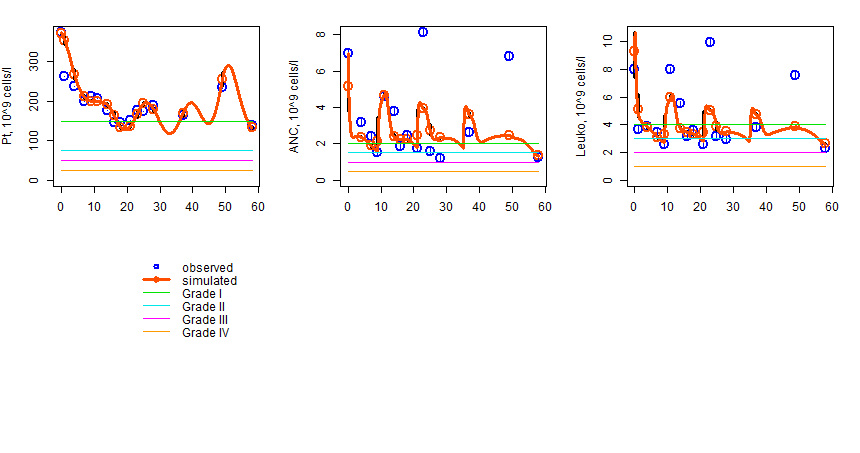 Pt, 10^9 cells/l
0 100 200 300
0 10 20 30 40 50 60
ANC, 10^9 cells/l
0 2 4 6 8
0 10 20 30 40 50 60
Leuko, 10^9 cells/l
0 2 4 6 8 10
0 10 20 30 40 50 60
observed
simulated
Grade I
Grade II
Grade III
Grade IV